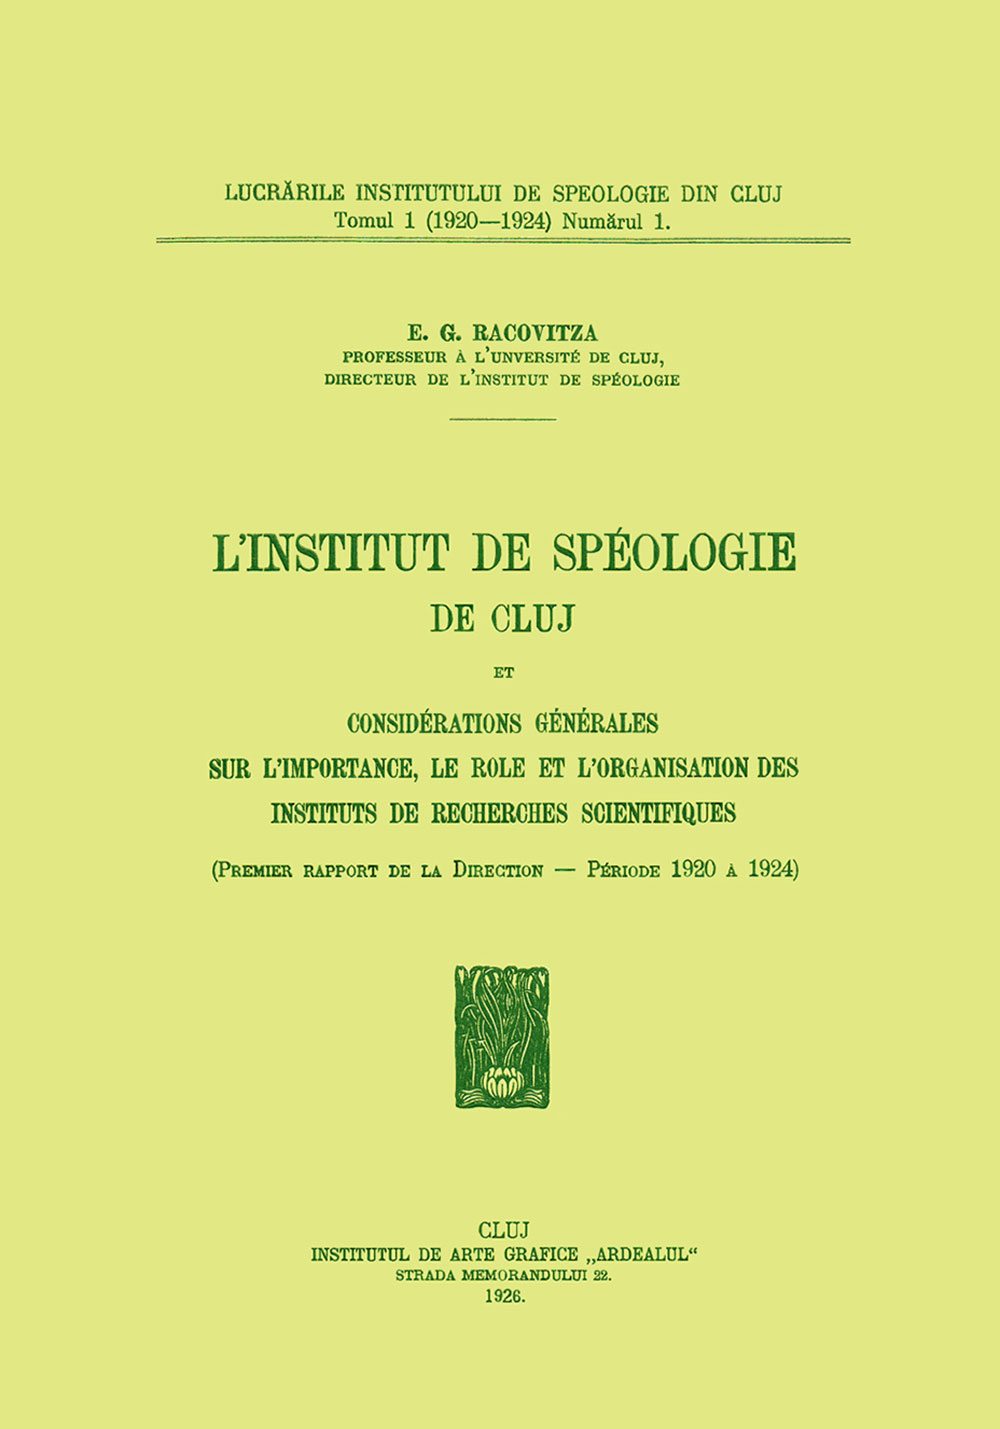 LUCRĂRILE INSTITUTULUI DE SPEOLOGIE DIN CLUJ
Tomul 1 (1920—1924) Numărul 1.
E. G. RACOVITZA
PROFESSEUR À L'UNVERSITÉ DE CLUJ,
DIRECTEUR DE L'INSTITUT DE SPÉOLOGIE
L'INSTITUT DE SPÉOLOGIE
DE CLUJ
ET
CONSIDÉRATIONS GÉNÉRALES
SUR L'IMPORTANCE, LE ROLE ET L'ORGANISATION DES
INSTITUTS DE RECHERCHES SCIENTIFIQUES
(PREMIER RAPPORT DE LA DIRECTION — PÉRIODE 1920 À 1924)
CLUJ
INSTITUTUL DE ARTE GRAFICE „ARDEALUL“
STRADA MEMORANDULUI 22.
1926.